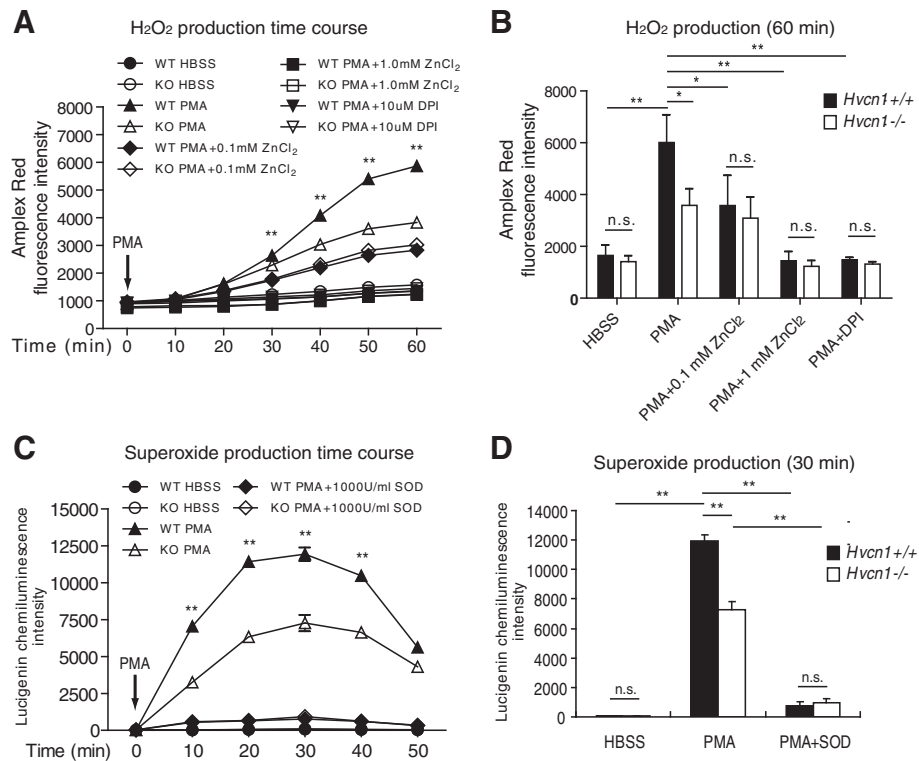 A
H2O2 production time course
WT HBSS
KO HBSS
WT PMA
KO PMA
WT PMA+0.1mM ZnCl2
KO PMA+0.1mM ZnCl2
WT PMA+1.0mM ZnCl2
KO PMA+1.0mM ZnCl2
WT PMA+10uM DPI
KO PMA+10uM DPI
Amplex Red
fluorescence intensity
8000
7000
6000
5000
4000
3000
2000
1000
0
PMA
** ** ** **
Time (min) 0 10 20 30 40 50 60
B
H2O2 production (60 min)
Hvcn1+/+
Hvcn1-/-
Amplex Red
fluorescence intensity
8000
6000
4000
2000
0
**
**
*
** *
n.s. n.s. n.s. n.s.
HBSS
PMA
PMA+0.1 mM ZnCl2
PMA+1 mM ZnCl2
PMA+DPI
C
Superoxide production time course
WT HBSS
KO HBSS
WT PMA
KO PMA
WT PMA+1000U/ml SOD
KO PMA+1000U/ml SOD
Lucigenin chemiluminescence
intensity
15000
12500
10000
7500
5000
2500
0
PMA
** ** ** **
Time (min) 0 10 20 30 40 50
D
Superoxide production (30 min)
Hvcn1+/+
Hvcn1-/-
Lucigenin chemiluminescence
intensity
14000
12000
10000
8000
6000
4000
2000
0
** **
**
**
n.s. n.s.
HBSS PMA PMA+SOD